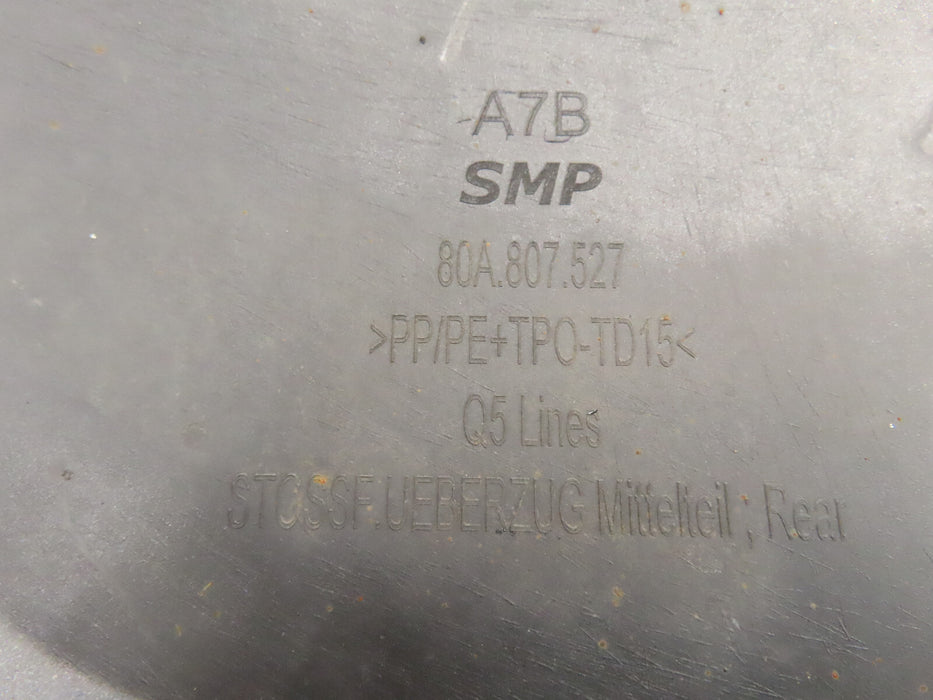 A7B
SMP
80A.807.527
>PP/PE+TPO-TD15<
Q5 Lines
STOSSF.UEBERZUG Mittelteil ; Rear